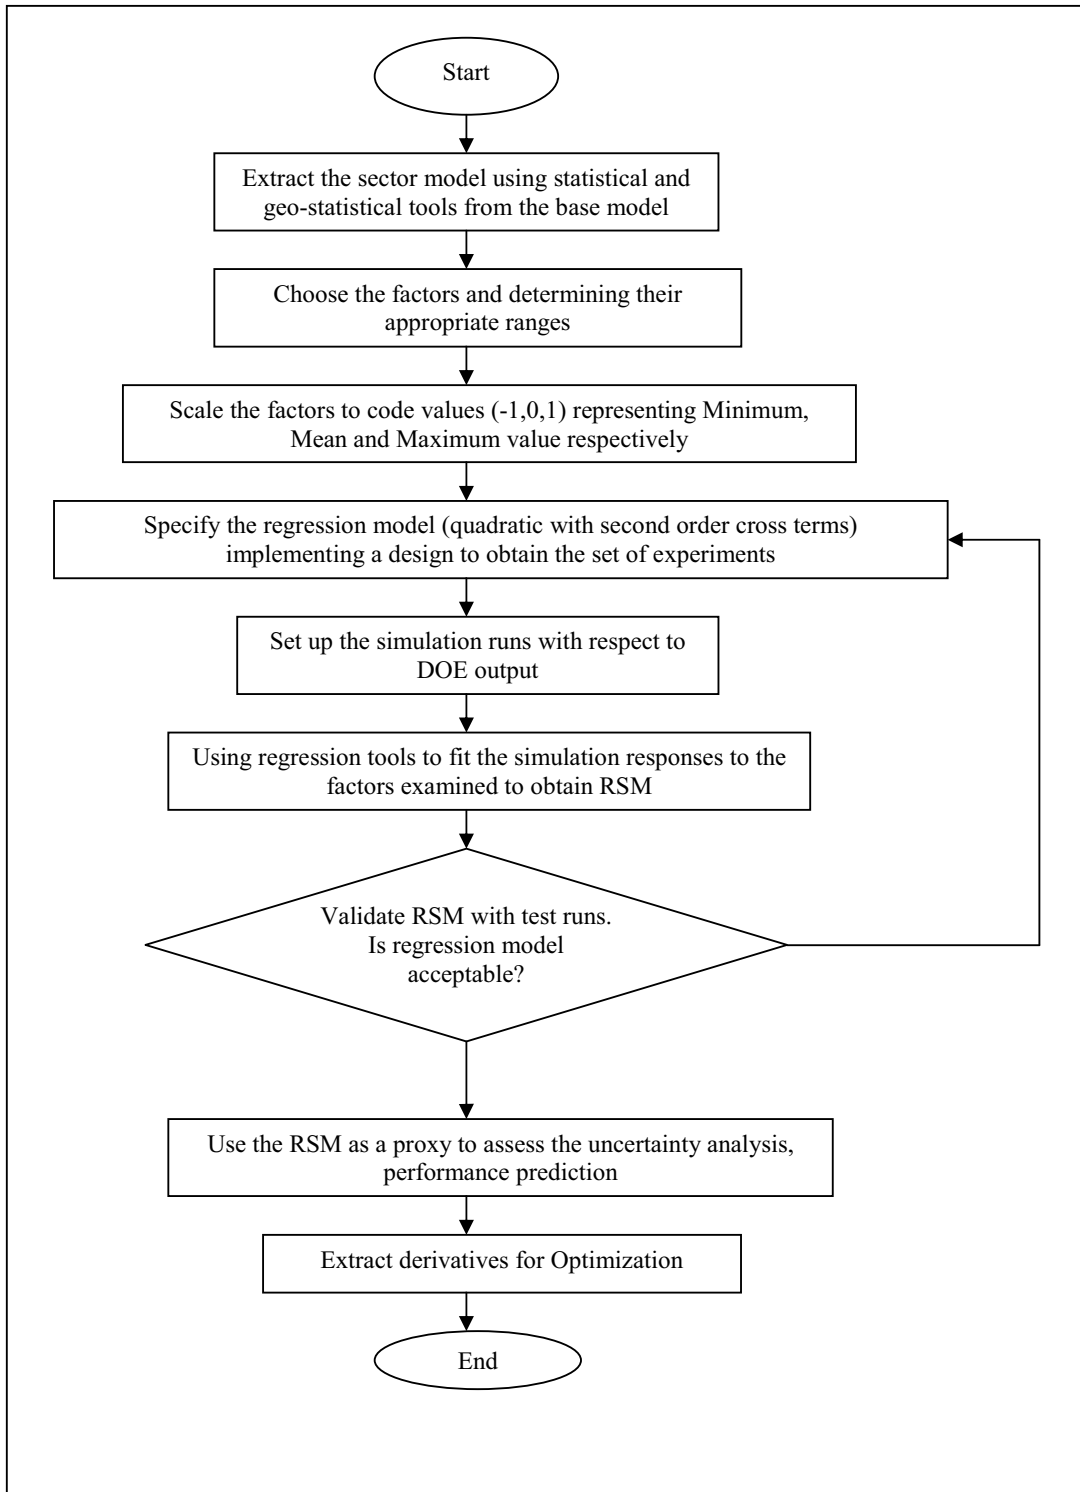 Start
Extract the sector model using statistical and
geo-statistical tools from the base model
Choose the factors and determining their
appropriate ranges
Scale the factors to code values (-1,0,1) representing Minimum,
Mean and Maximum value respectively
Specify the regression model (quadratic with second order cross terms)
implementing a design to obtain the set of experiments
Set up the simulation runs with respect to
DOE output
Using regression tools to fit the simulation responses to the
factors examined to obtain RSM
Validate RSM with test runs.
Is regression model
acceptable?
Use the RSM as a proxy to assess the uncertainty analysis,
performance prediction
Extract derivatives for Optimization
End